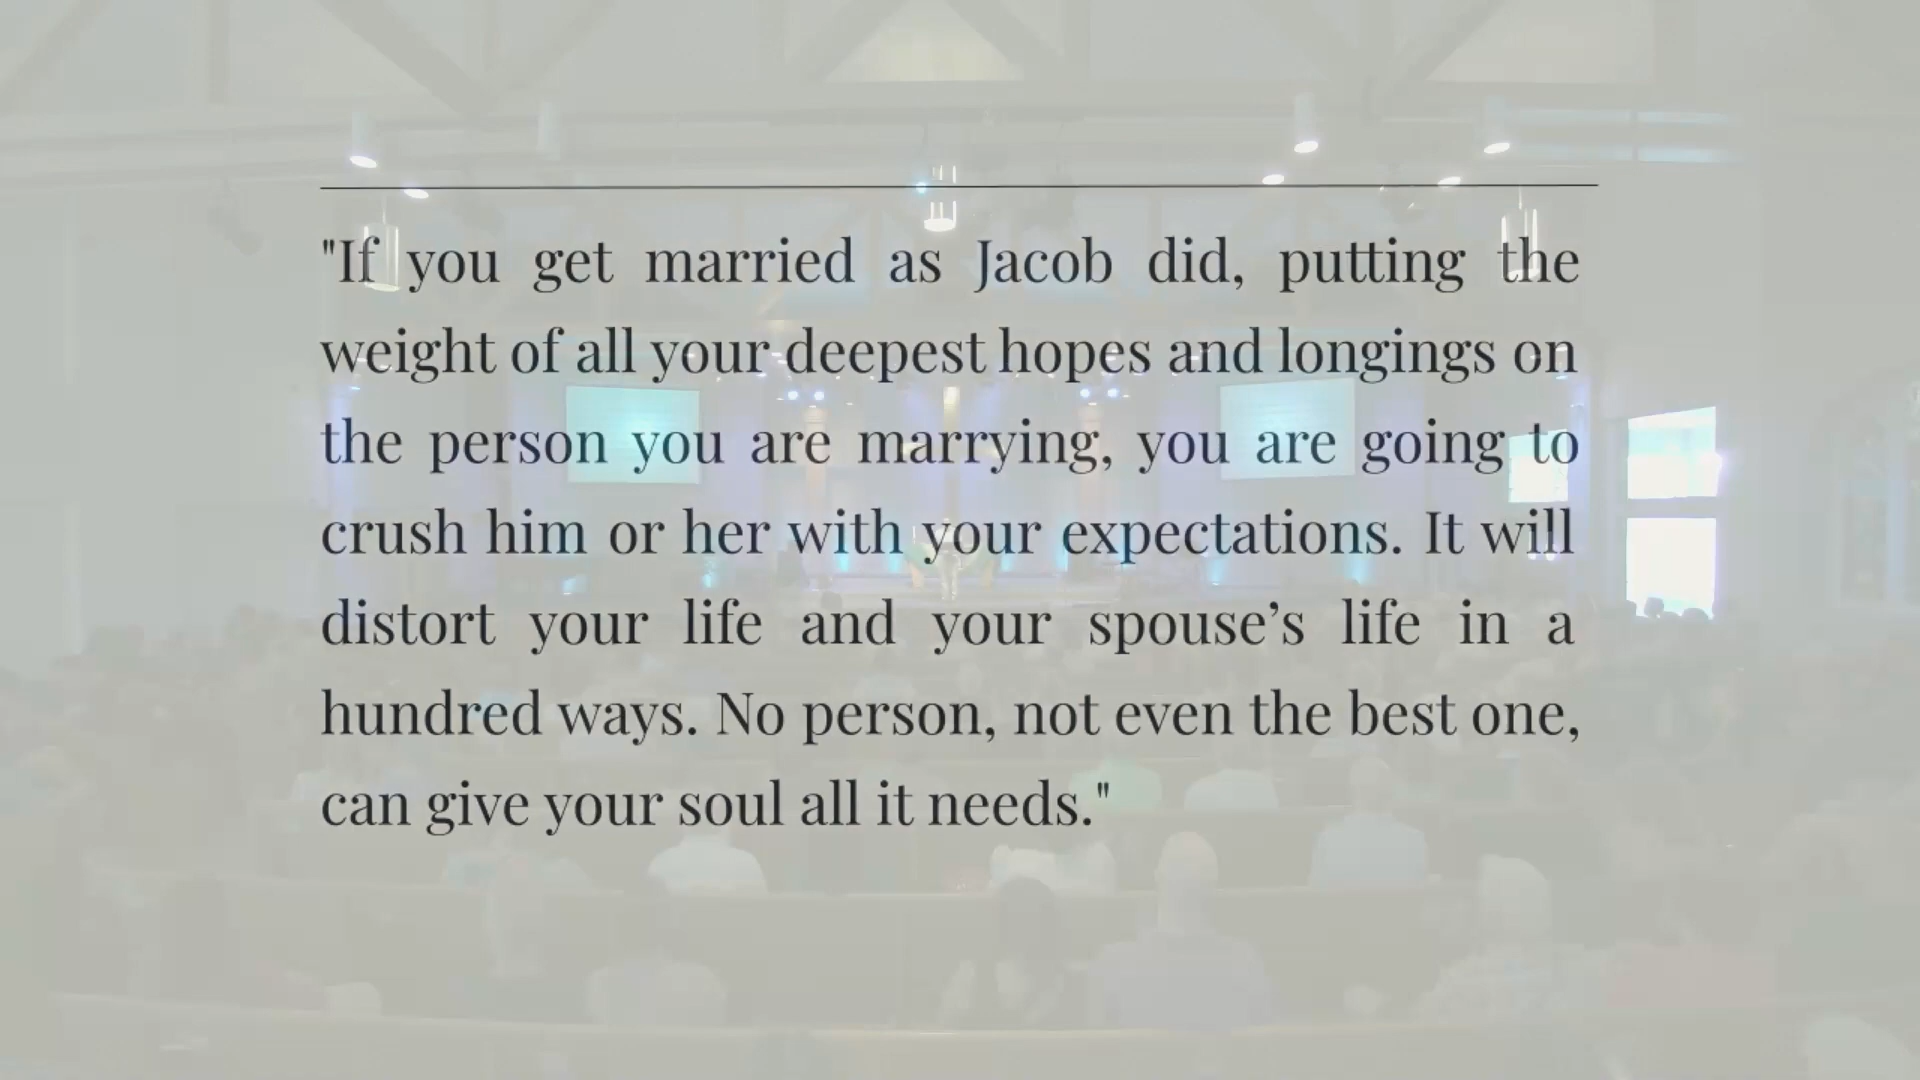 "If you get married as Jacob did, putting the
weight of all your deepest hopes and longings on
the person you are marrying, you are going to
crush him or her with your expectations. It will
distort your life and your spouse’s life in a
hundred ways. No person, not even the best one,
can give your soul all it needs."